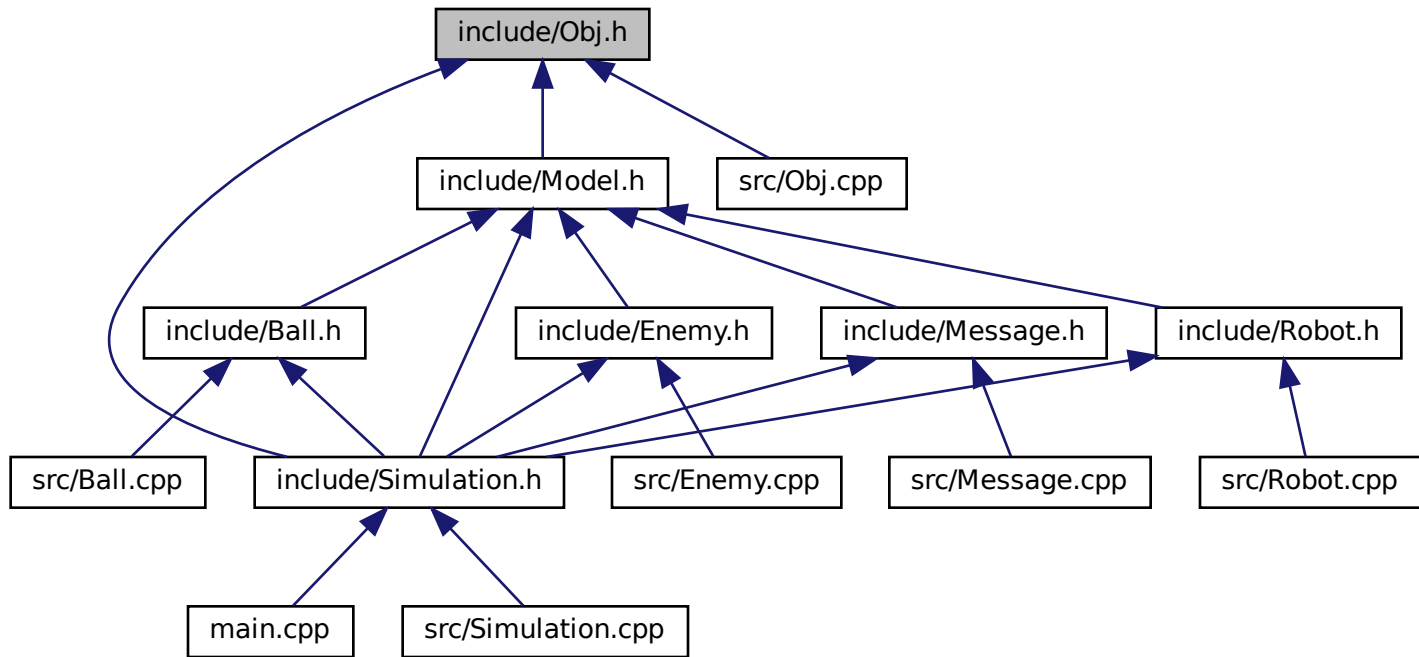 include/Obj.h
include/Model.h
src/Obj.cpp
include/Ball.h
include/Enemy.h
include/Message.h
include/Robot.h
src/Ball.cpp
include/Simulation.h
src/Enemy.cpp
src/Message.cpp
src/Robot.cpp
main.cpp
src/Simulation.cpp